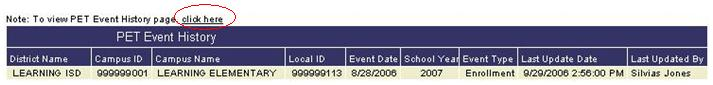 Note: To view PET Event History page, click here
PET Event History
District Name Campus ID Campus Name Local ID Event Date School Year Event Type Last Update Date Last Updated By
LEARNING ISD 999999001 LEARNING ELEMENTARY 999999113 8/28/2006 2007 Enrollment 9/29/2006 2:56:00 PM Silvias Jones